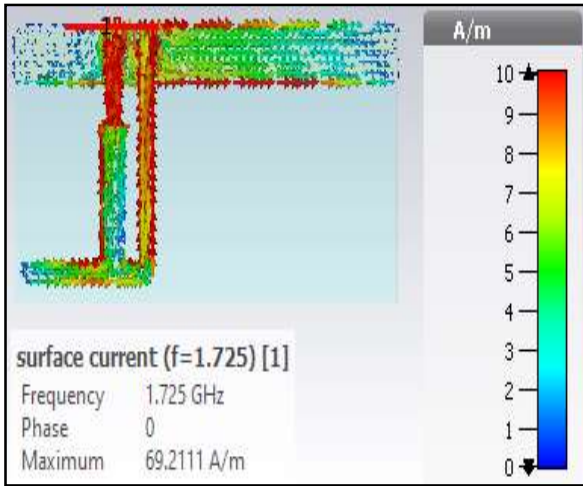 1
A/m
10
9
8
7
6
5
4
3
2
1
0
surface current (f=1.725) [1]
Frequency 1.725 GHz
Phase 0
Maximum 69.2111 A/m